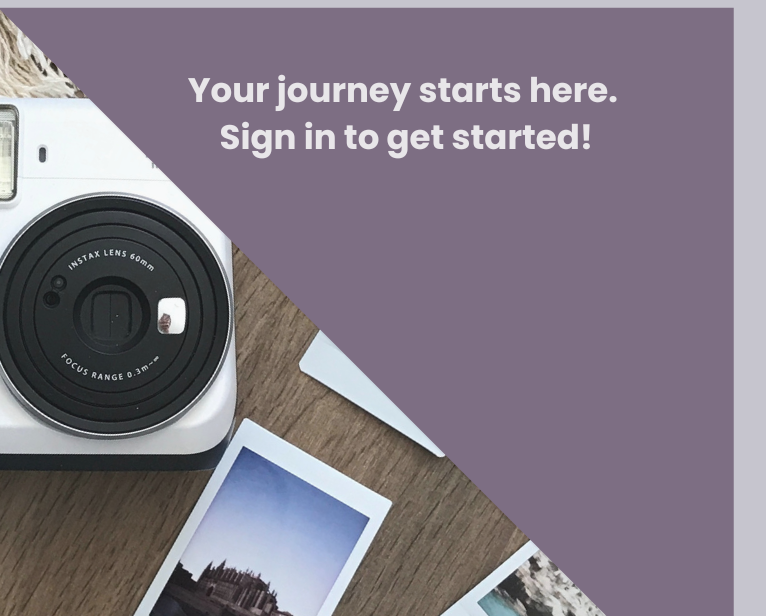 Your journey starts here.
Sign in to get started!
INSTAX LENS 60mm
FOCUS RANGE 0.3m~∞